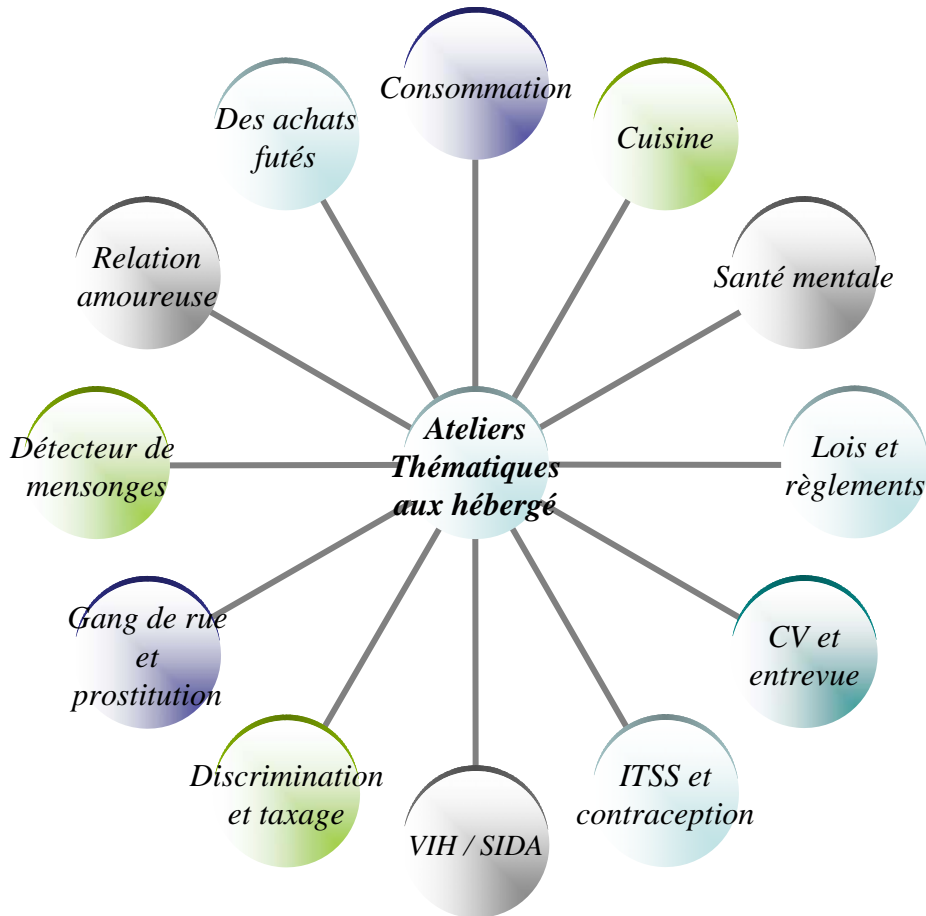 Consommation
Cuisine
Santé mentale
Lois et
règlements
CV et
entrevue
ITSS et
contraception
VIH / SIDA
Discrimination
et taxage
Gang de rue
et
prostitution
Détecteur de
mensonges
Relation
amoureuse
Des achats
futés
Ateliers
Thématiques
aux hébergé